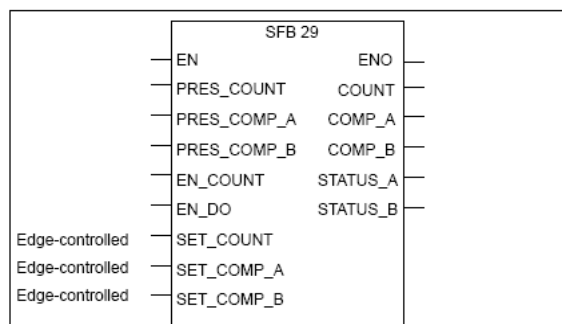 SFB 29
EN ENO
PRES_COUNT COUNT
PRES_COMP_A COMP_A
PRES_COMP_B COMP_B
EN_COUNT STATUS_A
EN_DO STATUS_B
Edge-controlled SET_COUNT
Edge-controlled SET_COMP_A
Edge-controlled SET_COMP_B